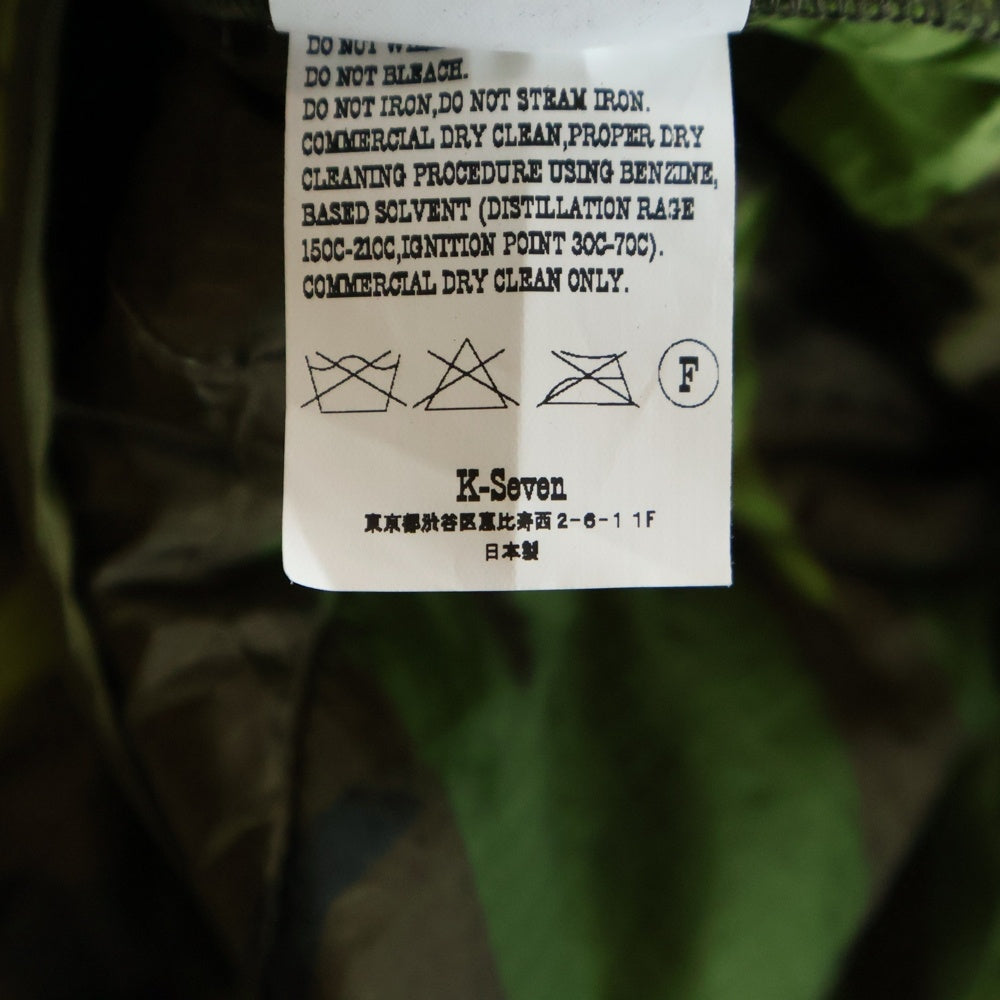 DO NOT
DO NOT BLEACH.
DO NOT IRON,DO NOT STEAM IRON.
COMMERCIAL DRY CLEAN,PROPER DRY
CLEANING PROCEDURE USING BENZINE,
BASED SOLVENT (DISTILLATION RAGE
150C-210C,IGNITION POINT 30C-70C).
COMMERCIAL DRY CLEAN ONLY.
F
K-Seven
東京都渋谷区恵比寿西2-6-1 1F
日本製